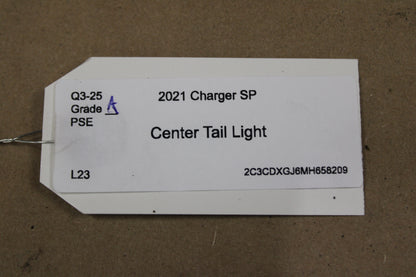 Q3-25
Grade A 2021 Charger SP
PSE
Center Tail Light
L23 2C3CDXGJ6MH658209